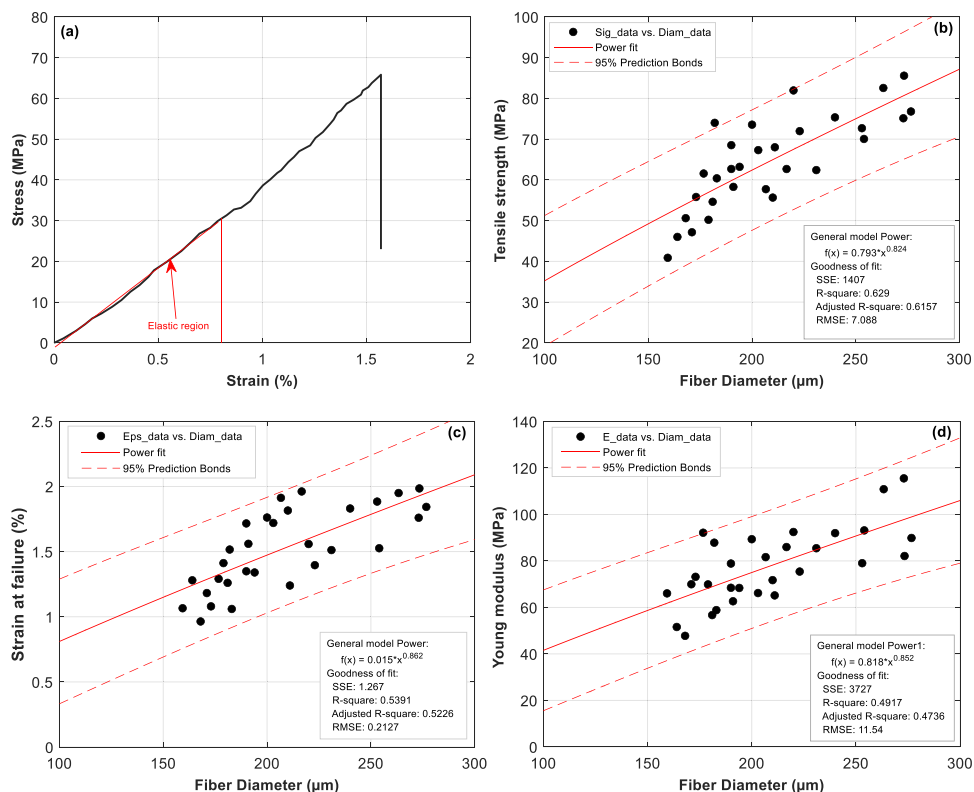 (a)
80
70
60
50
40
30
20
10
0
Stress (MPa)
Elastic region
0
0.5
1
1.5
2
Strain (%)
(b)
Sig_data vs. Diam_data
Power fit
95% Prediction Bonds
100
80
60
40
20
Tensile strength (MPa)
General model Power:
f(x) = 0.793*x^0.824
Goodness of fit:
SSE: 1407
R-square: 0.629
Adjusted R-square: 0.6157
RMSE: 7.088
100
150
200
250
300
Fiber Diameter (µm)
(c)
Eps_data vs. Diam_data
Power fit
95% Prediction Bonds
2.5
2
1.5
1
0.5
0
Strain at failure (%)
General model Power:
f(x) = 0.015*x^0.862
Goodness of fit:
SSE: 1.267
R-square: 0.5391
Adjusted R-square: 0.5226
RMSE: 0.2127
100
150
200
250
300
Fiber Diameter (µm)
(d)
E_data vs. Diam_data
Power fit
95% Prediction Bonds
140
120
100
80
60
40
20
0
Young modulus (MPa)
General model Power1:
f(x) = 0.818*x^0.852
Goodness of fit:
SSE: 3727
R-square: 0.4917
Adjusted R-square: 0.4736
RMSE: 11.54
100
150
200
250
300
Fiber Diameter (µm)